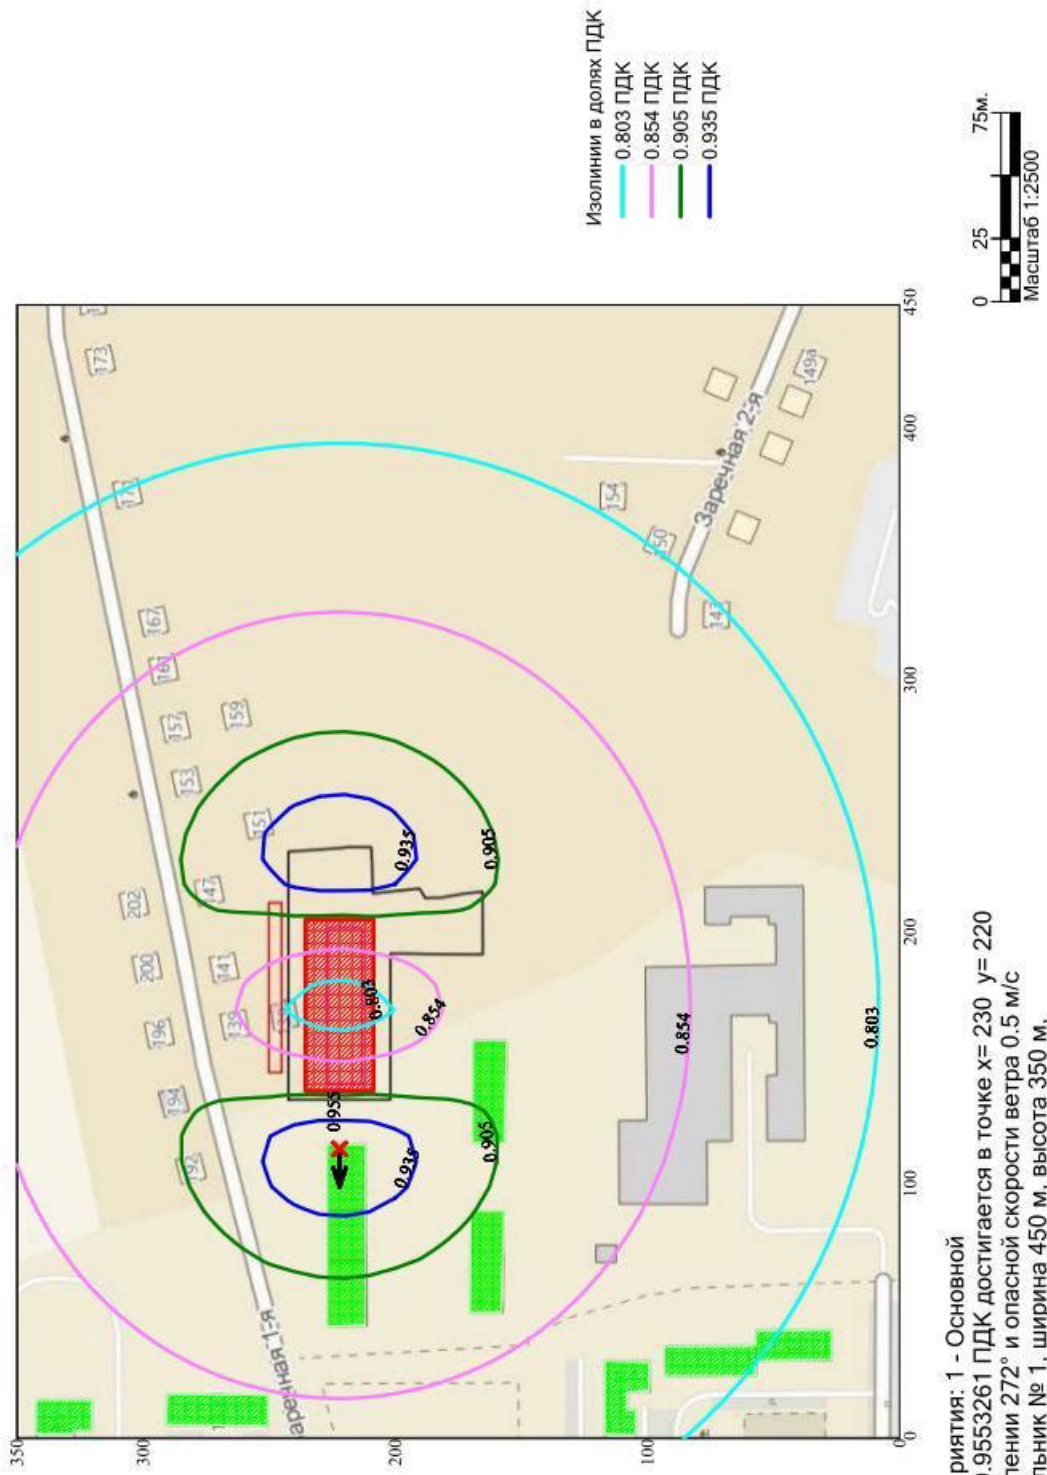 Изолинии в долях ПДК
0.803 ПДК
0.854 ПДК
0.905 ПДК
0.935 ПДК
0 25 75м.
Масштаб 1:2500
350
300
200
100
0
100
200
300
400
450
173
171
167
161
157
159
153
151
202
147
200
141
196
139
194
192
154
150
143
149а
Заречная 2-я
аречная 1-я
0.935
0.905
0.803
0.854
0.955
0.935
0.905
0.854
0.803
риятия: 1 - Основной
.9553261 ПДК достигается в точке x= 230 y= 220
лении 272° и опасной скорости ветра 0.5 м/с
льник № 1, ширина 450 м, высота 350 м,